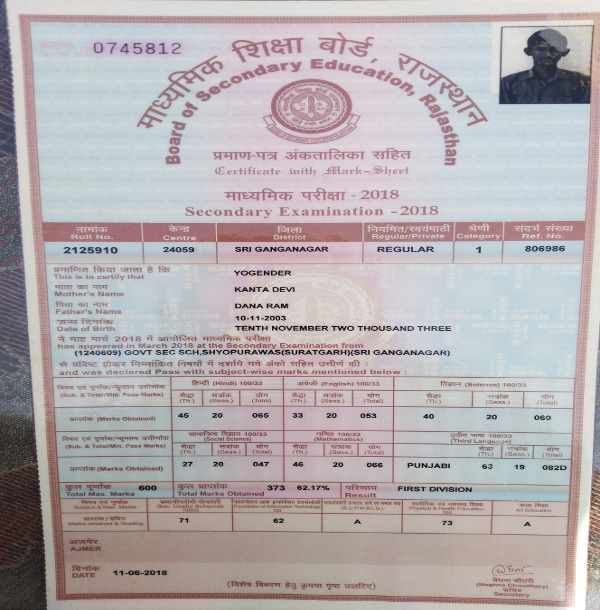 0745812
माध्यमिक शिक्षा बोर्ड, राजस्थान
Board of Secondary Education, Rajasthan
प्रमाण-पत्र अंकतालिका सहित
Certificate with Mark-Sheet
माध्यमिक परीक्षा - 2018
Secondary Examination -2018
नामांक केन्द्र जिला नियमित/स्वयंपाठी श्रेणी संदर्भ संख्या
Roll No. Centre District Regular/Private Category Ref. No.
2125910 24059 SRI GANGANAGAR REGULAR 1 806986
प्रमाणित किया जाता है कि
This is to certify that YOGENDER
माता का नाम
Mother's Name KANTA DEVI
पिता का नाम
Father's Name DANA RAM
जन्म दिनांक 10-11-2003
Date of Birth TENTH NOVEMBER TWO THOUSAND THREE
ने माह मार्च 2018 में आयोजित माध्यमिक परीक्षा
has appeared in March 2018 at the Secondary Examination from
(1240609) GOVT SEC SCH,SHYOPURAWAS(SURATGARH)(SRI GANGANAGAR)
से प्रविष्ट होकर निम्नांकित विषयों में दर्शाये गये अंकों सहित उत्तीर्ण की :
and was declared Pass with subject-wise marks mentioned below :
विषय एवं पूर्णांक/न्यूनतम उत्तीर्णांक हिन्दी (Hindi) 100/33 अंग्रेजी (English) 100/33 विज्ञान (Science) 100/33
(Sub. & Total/Min. Pass Marks) सैद्धा (Th.) सत्रांक (Sess.) योग (Total) सैद्धा (Th.) सत्रांक (Sess.) योग (Total) सैद्धा (Th.) सत्रांक (Sess.) योग (Total)
प्राप्तांक (Marks Obtained) 45 20 065 33 20 053 40 20 060
विषय एवं पूर्णांक/न्यूनतम उत्तीर्णांक सामाजिक विज्ञान 100/33 गणित 100/33 तृतीय भाषा 100/33
(Social Science) (Mathematics) (Third Language)
(Sub. & Total/Min. Pass Marks) सैद्धा (Th.) सत्रांक (Sess.) योग (Total) सैद्धा (Th.) सत्रांक (Sess.) योग (Total) सैद्धा (Th.) सत्रांक (Sess.) योग (Total)
प्राप्तांक (Marks Obtained) 27 20 047 46 20 066 PUNJABI 63 19 082D
कुल पूर्णांक 600 कुल प्राप्तांक 373 62.17% परिणाम FIRST DIVISION
Total Max. Marks Total Marks Obtained Result
विषय एवं पूर्णांक
Subject & Max. Marks Foundation of Information Technology Physical & Health Education Art Education
Marks obtained & Grading 71 62 A 73 A
अजमेर
AJMER
दिनांक
DATE 11-06-2018
(विशेष विवरण हेतु कृपया पृष्ठ उलटिए)
मेघना चौधरी
(Meghna Choudhary)
सचिव
Secretary